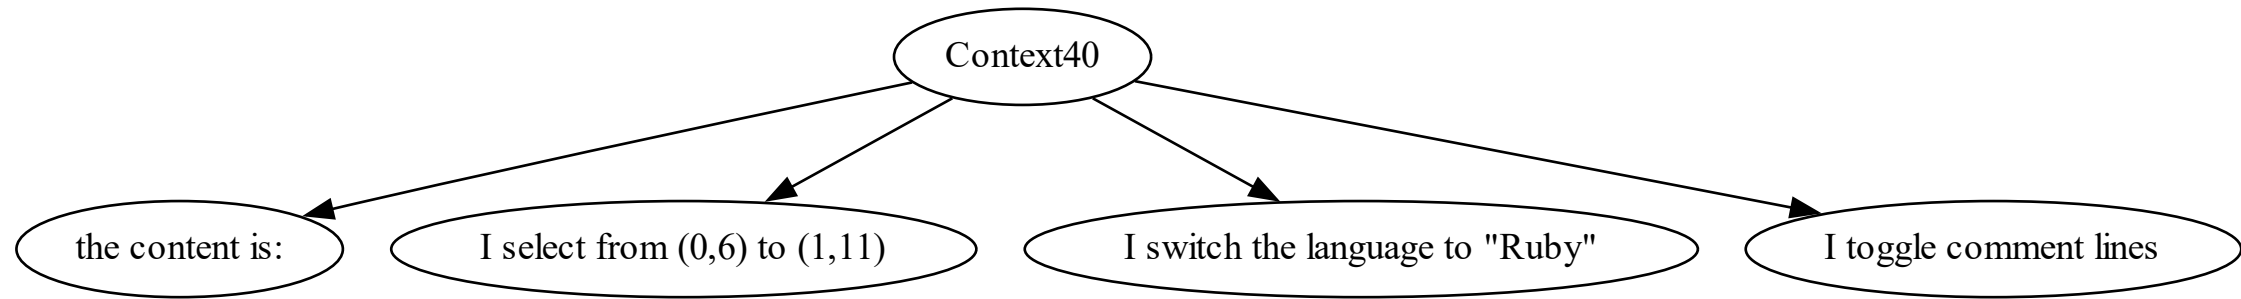 Context40
the content is:
I select from (0,6) to (1,11)
I switch the language to "Ruby"
I toggle comment lines